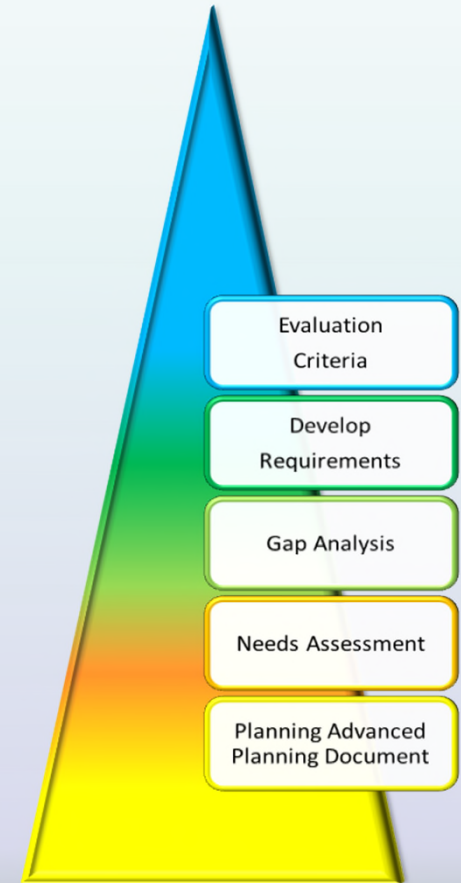 Evaluation
Criteria
Develop
Requirements
Gap Analysis
Needs Assessment
Planning Advanced
Planning Document